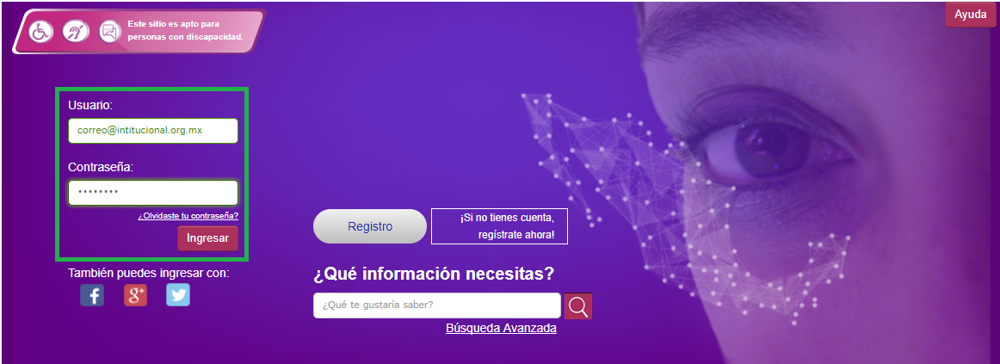 Este sitio es apto para
personas con discapacidad.
Ayuda
Usuario:
correo@intitucional.org.mx
Contraseña:
••••••••
¿Olvidaste tu contraseña?
Ingresar
También puedes ingresar con:
f
g+
Registro
¡Si no tienes cuenta,
regístrate ahora!
¿Qué información necesitas?
¿Qué te gustaría saber?
Búsqueda Avanzada